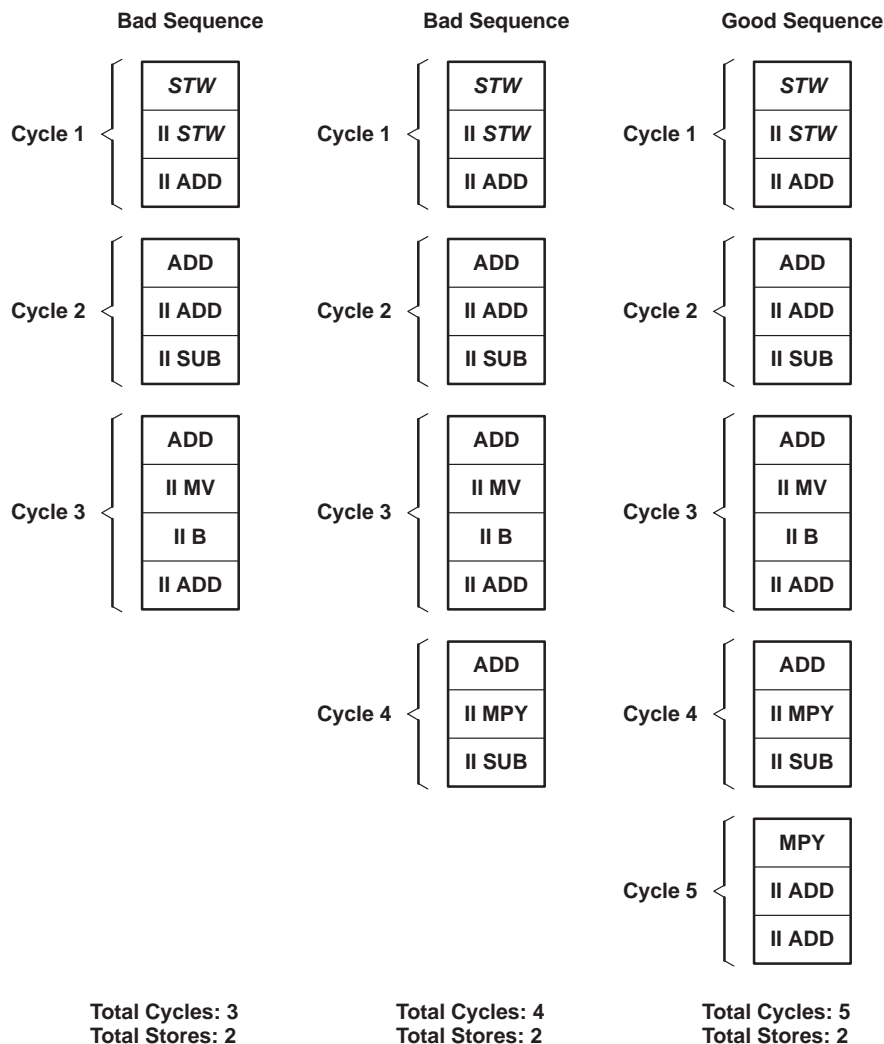 Bad Sequence
Cycle 1
STW
II STW
II ADD
Cycle 2
ADD
II ADD
II SUB
Cycle 3
ADD
II MV
II B
II ADD
Total Cycles: 3
Total Stores: 2
Bad Sequence
Cycle 1
STW
II STW
II ADD
Cycle 2
ADD
II ADD
II SUB
Cycle 3
ADD
II MV
II B
II ADD
Cycle 4
ADD
II MPY
II SUB
Total Cycles: 4
Total Stores: 2
Good Sequence
Cycle 1
STW
II STW
II ADD
Cycle 2
ADD
II ADD
II SUB
Cycle 3
ADD
II MV
II B
II ADD
Cycle 4
ADD
II MPY
II SUB
Cycle 5
MPY
II ADD
II ADD
Total Cycles: 5
Total Stores: 2